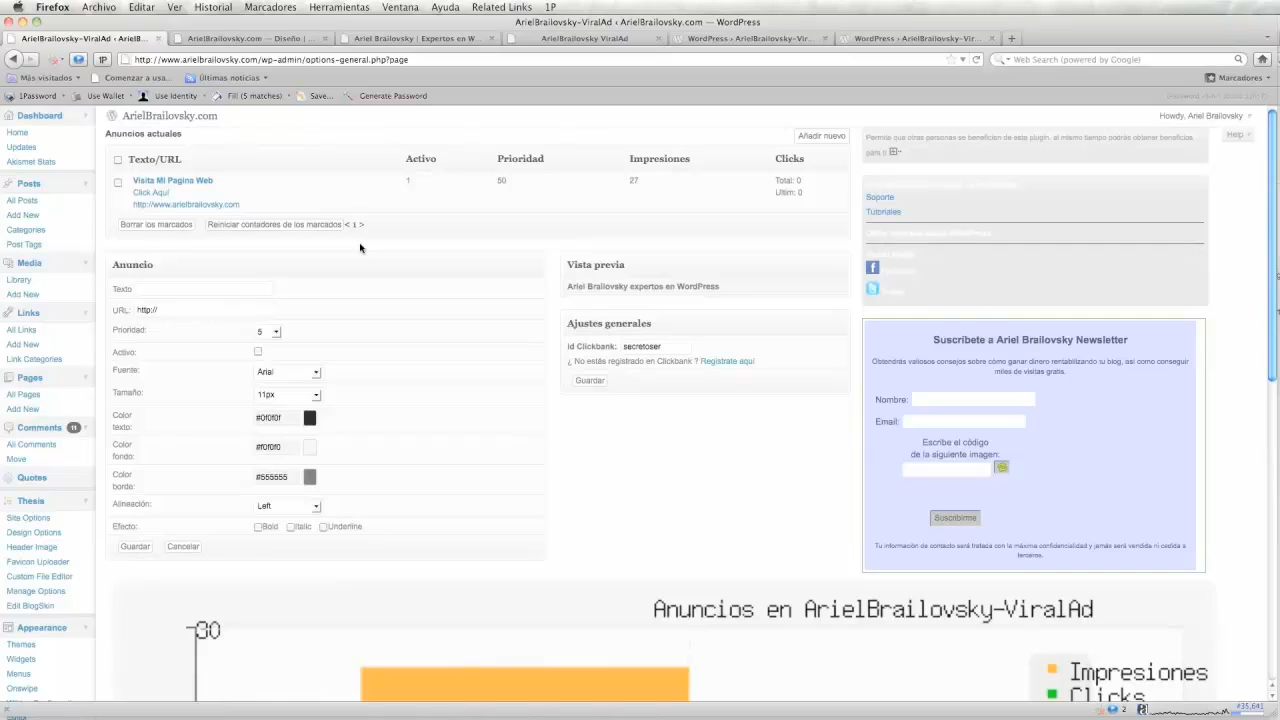 Firefox Archivo Editar Ver Historial Marcadores Herramientas Ventana Ayuda Related Links 1P
ArielBrailovsky-ViralAd ‹ ArielBrailovsky.com — WordPress
ArielBrailovsky-ViralAd ‹ ArielB... ArielBrailovsky.com — Diseño |... Ariel Brailovsky | Expertos en W... ArielBrailovsky ViralAd WordPress › ArielBrailovsky-Vir... WordPress › ArielBrailovsky-Vir...
http://www.arielbrailovsky.com/wp-admin/options-general.php?page
Web Search (powered by Google)
Más visitados Comenzar a usa... Últimas noticias Marcadores
1Password Use Wallet Use Identity Fill (5 matches) Save... Generate Password
Dashboard
Home
Updates
Akismet Stats
Posts
All Posts
Add New
Categories
Post Tags
Media
Library
Add New
Links
All Links
Add New
Link Categories
Pages
All Pages
Add New
Comments 11
All Comments
Move
Quotes
Thesis
Site Options
Design Options
Header Image
Favicon Uploader
Custom File Editor
Manage Options
Edit BlogSkin
Appearance
Themes
Widgets
Menus
Onswipe
ArielBrailovsky.com
Howdy, Ariel Brailovsky
Help
Anuncios actuales
Añadir nuevo
Texto/URL Activo Prioridad Impresiones Clicks
Visita Mi Pagina Web 1 50 27 Total: 0
Click Aqui Ultim: 0
http://www.arielbrailovsky.com
Borrar los marcados Reiniciar contadores de los marcados < 1 >
Anuncio
Texto
URL: http://
Prioridad: 5
Activo:
Fuente: Arial
Tamaño: 11px
Color texto: #0f0f0f
Color fondo: #f0f0f0
Color borde: #555555
Alineación: Left
Efecto: Bold Italic Underline
Guardar Cancelar
Vista previa
Ariel Brailovsky expertos en WordPress
Ajustes generales
id Clickbank: secretoser
¿ No estás registrado en Clickbank ? Registrate aquí
Guardar
Permita que otras personas se beneficien de este plugin, al mismo tiempo podrás obtener beneficios
para ti
Soporte
Tutoriales
Suscríbete a Ariel Brailovsky Newsletter
Obtendrás valiosos consejos sobre cómo ganar dinero rentabilizando tu blog, así como conseguir
miles de visitas gratis.
Nombre:
Email:
Escribe el código
de la siguiente imagen:
Suscribirme
Tu información de contacto será tratada con la máxima confidencialidad y jamás será vendida ni cedida a
terceros.
Anuncios en ArielBrailovsky-ViralAd
30
Impresiones
Clicks
2
#35,641